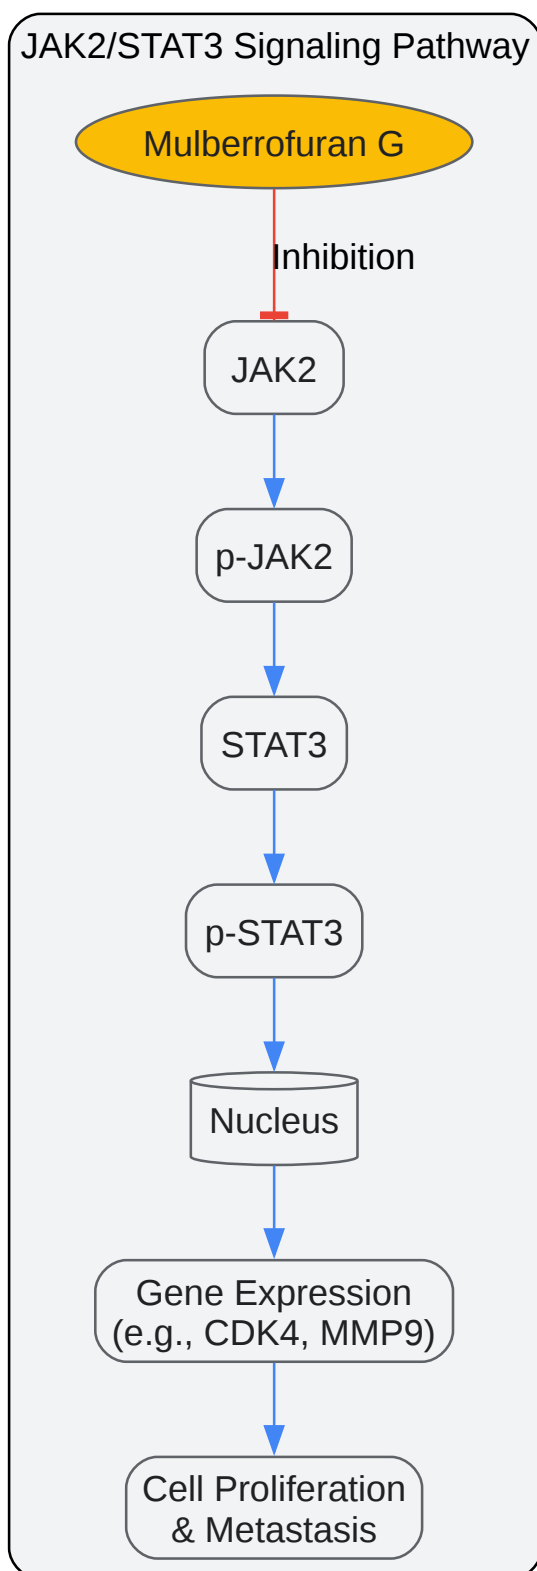 JAK2/STAT3 Signaling Pathway
Mulberrofuran G
Inhibition
JAK2
p-JAK2
STAT3
p-STAT3
Nucleus
Gene Expression
(e.g., CDK4, MMP9)
Cell Proliferation
& Metastasis